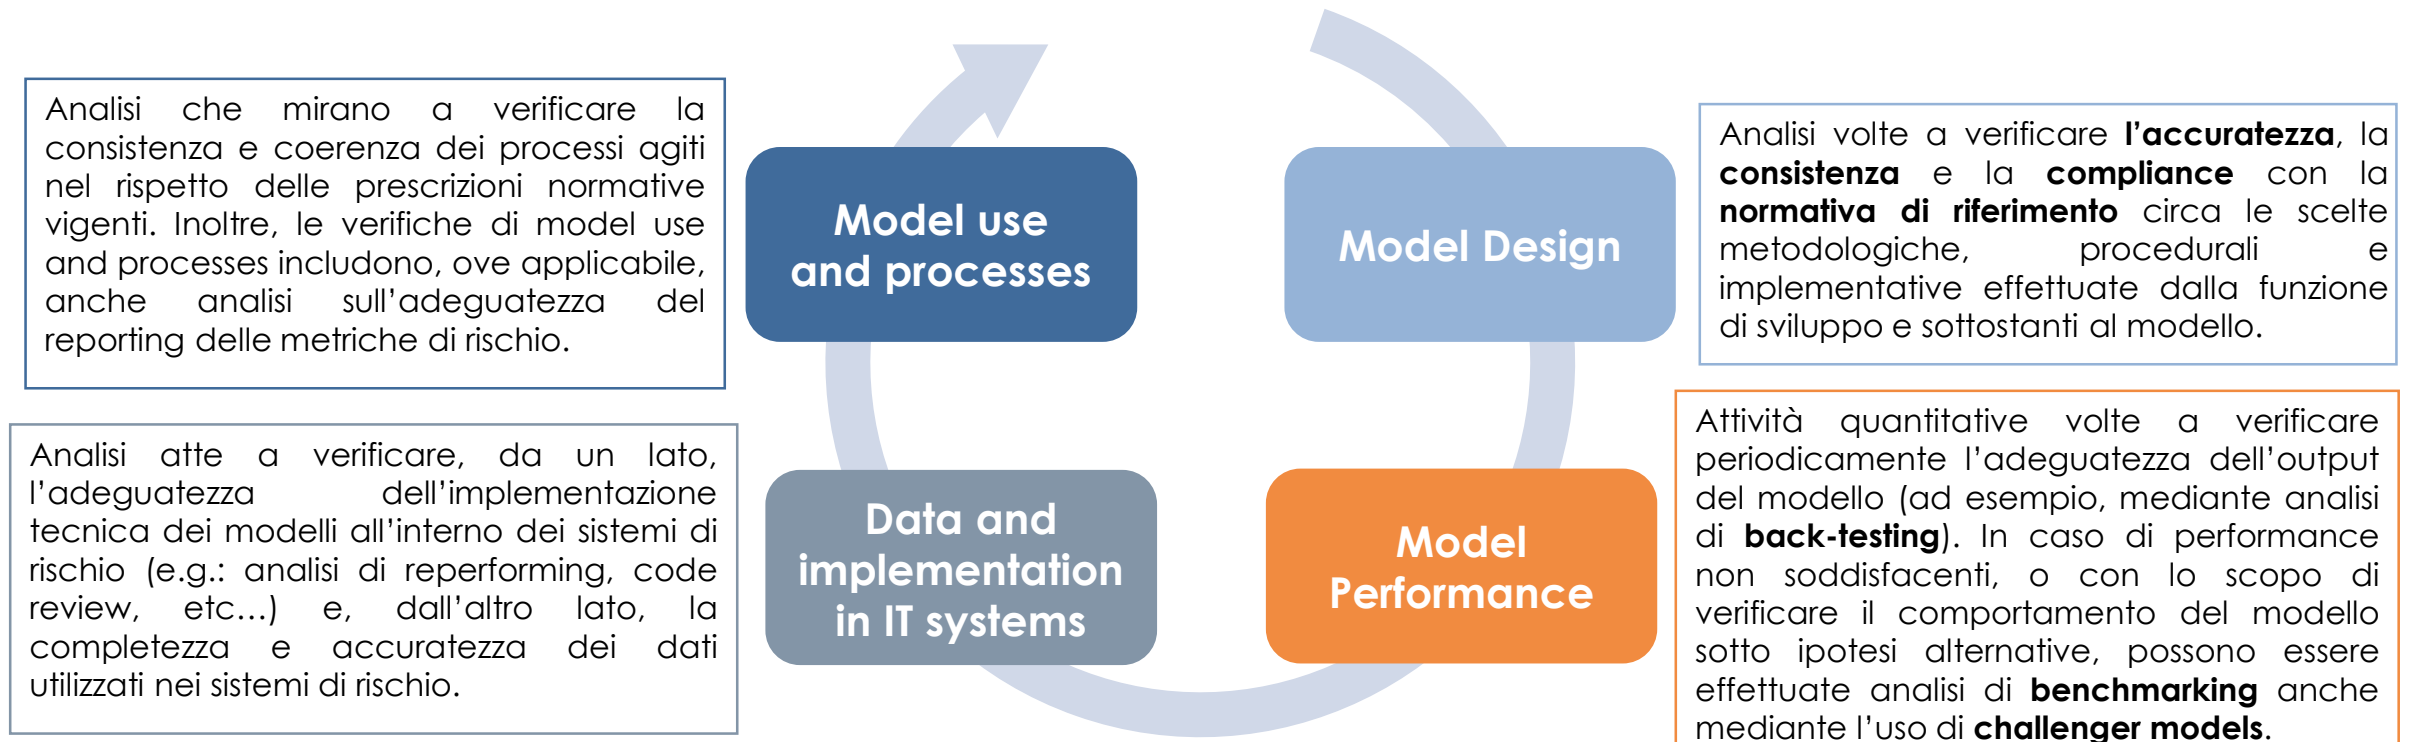 Analisi che mirano a verificare la
consistenza e coerenza dei processi agiti
nel rispetto delle prescrizioni normative
vigenti. Inoltre, le verifiche di model use
and processes includono, ove applicabile,
anche analisi sull’adeguatezza del
reporting delle metriche di rischio.
Model use
and processes
Model Design
Analisi volte a verificare l’accuratezza, la
consistenza e la compliance con la
normativa di riferimento circa le scelte
metodologiche, procedurali e
implementative effettuate dalla funzione
di sviluppo e sottostanti al modello.
Analisi atte a verificare, da un lato,
l’adeguatezza dell’implementazione
tecnica dei modelli all’interno dei sistemi di
rischio (e.g.: analisi di reperforming, code
review, etc…) e, dall’altro lato, la
completezza e accuratezza dei dati
utilizzati nei sistemi di rischio.
Data and
implementation
in IT systems
Model
Performance
Attività quantitative volte a verificare
periodicamente l’adeguatezza dell’output
del modello (ad esempio, mediante analisi
di back-testing). In caso di performance
non soddisfacenti, o con lo scopo di
verificare il comportamento del modello
sotto ipotesi alternative, possono essere
effettuate analisi di benchmarking anche
mediante l’uso di challenger models.